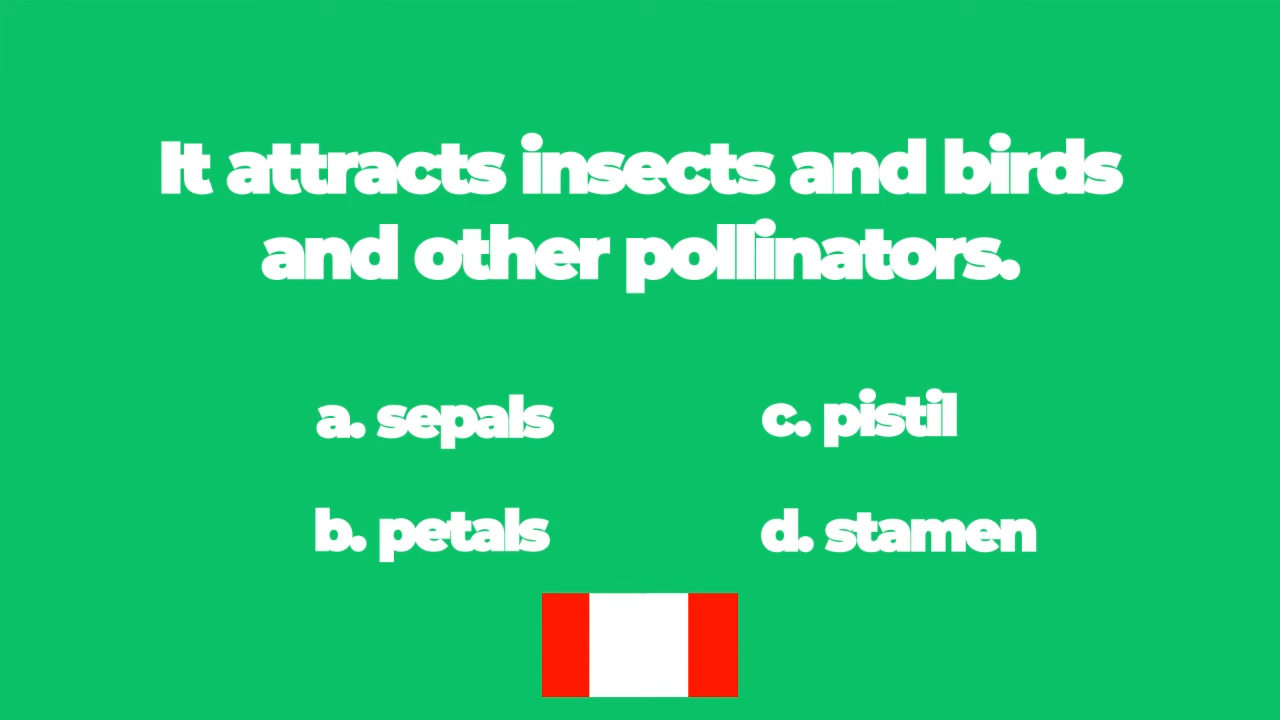 It attracts insects and birds
and other pollinators.
a. sepals
b. petals
c. pistil
d. stamen